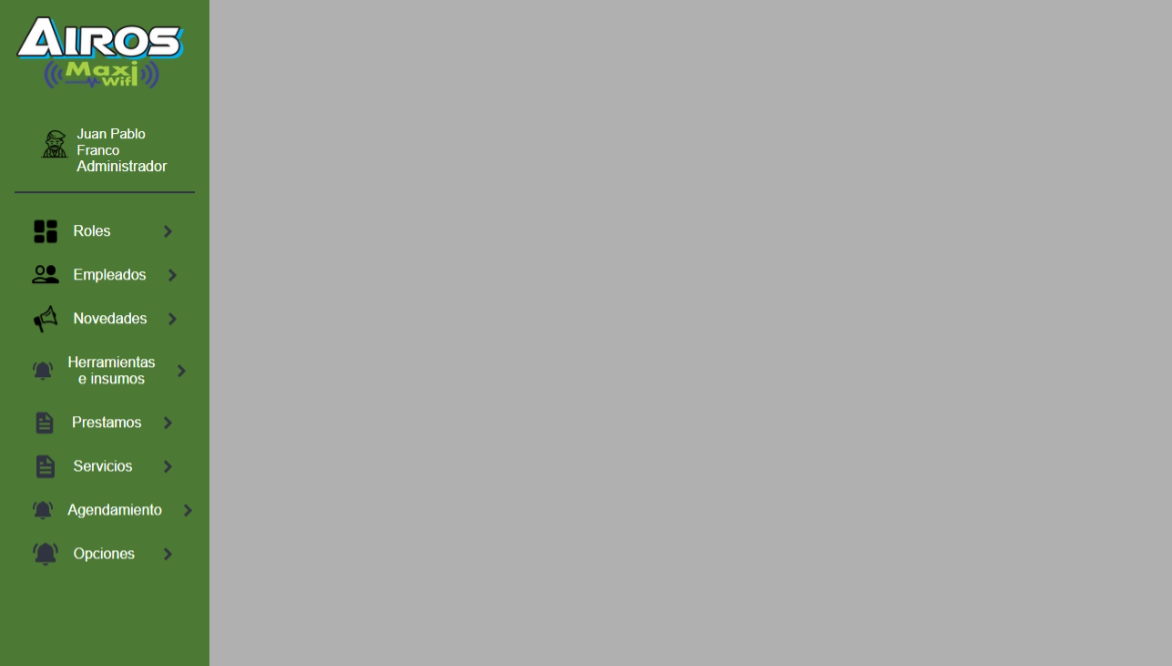 AIROS
Maxi
Wifi
Juan Pablo
Franco
Administrador
Roles
Empleados
Novedades
Herramientas
e insumos
Prestamos
Servicios
Agendamiento
Opciones